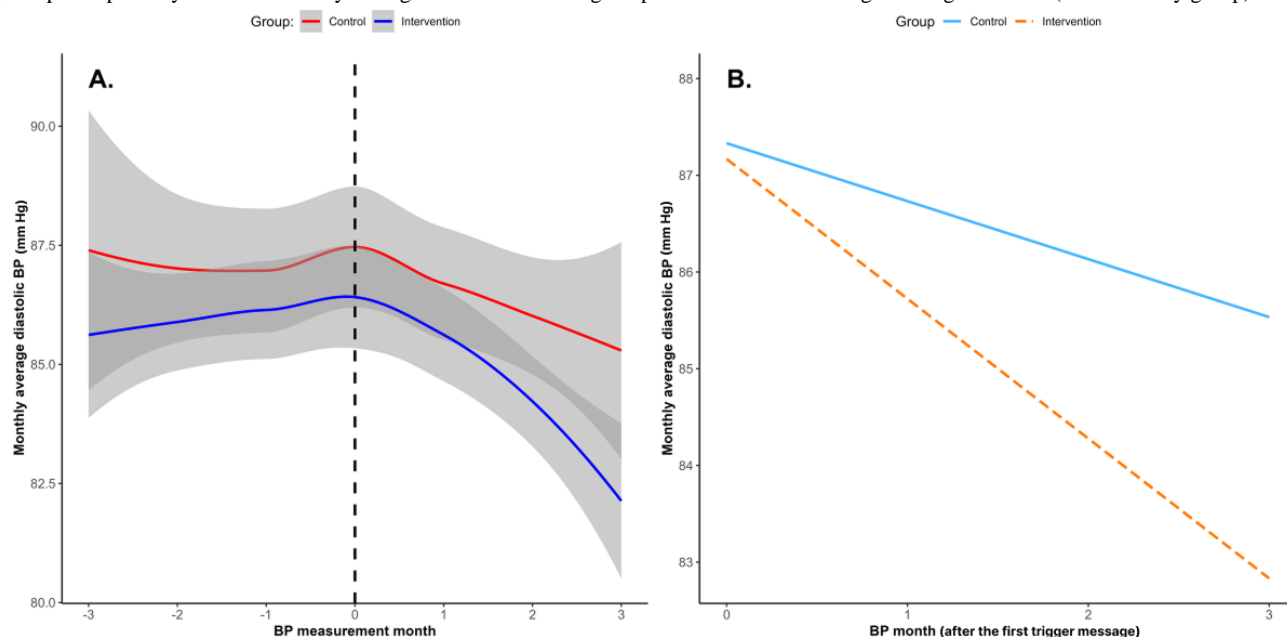 Group: Control Intervention
A.
Monthly average diastolic BP (mm Hg)
90.0
87.5
85.0
82.5
80.0
-3 -2 -1 0 1 2 3
BP measurement month
Group Control Intervention
B.
Monthly average diastolic BP (mm Hg)
88
87
86
85
84
83
0 1 2 3
BP month (after the first trigger message)